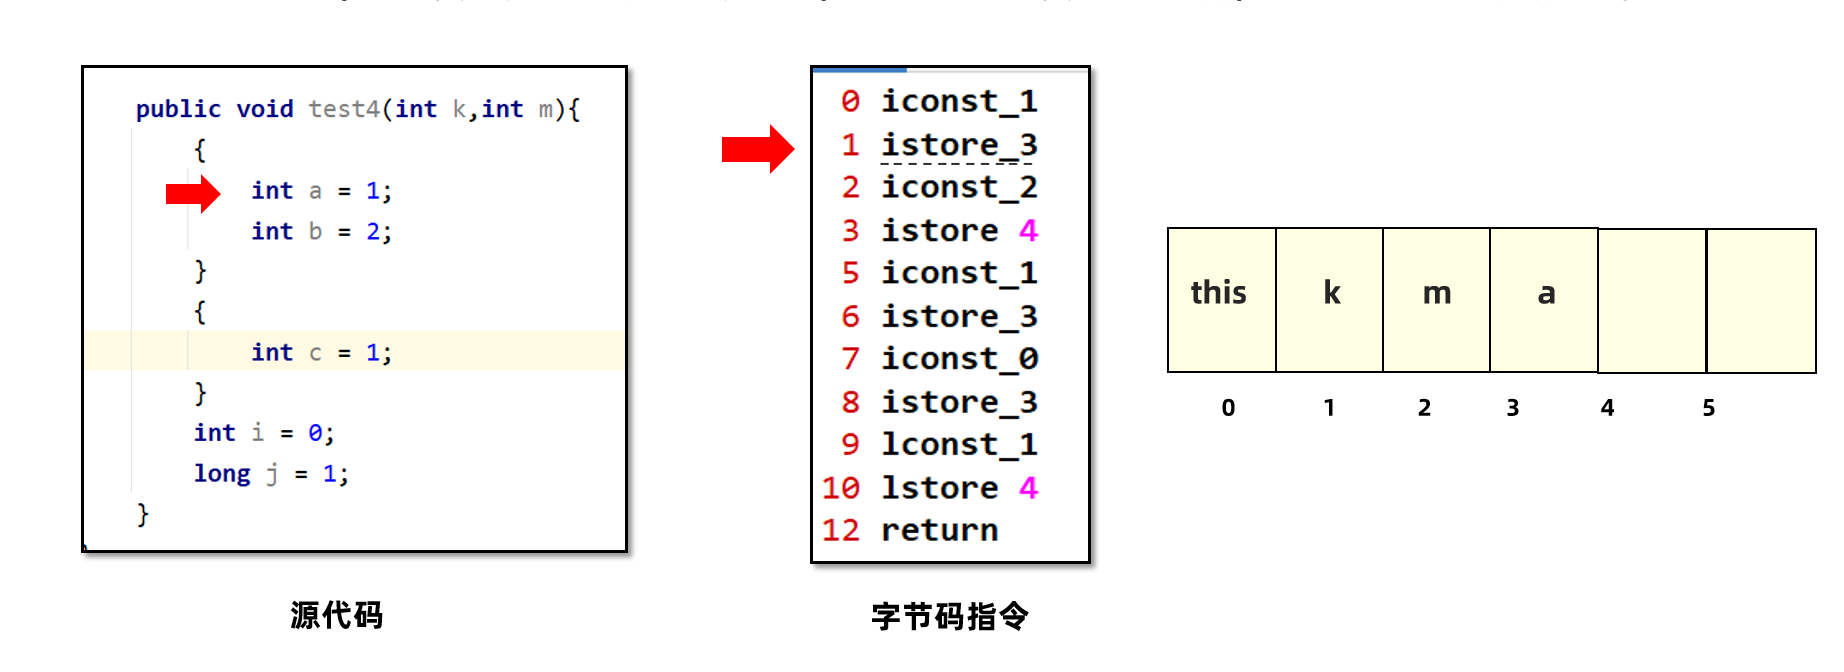 public void test4(int k,int m){
{
int a = 1;
int b = 2;
}
{
int c = 1;
}
int i = 0;
long j = 1;
}
源代码
0 iconst_1
1 istore_3
2 iconst_2
3 istore 4
5 iconst_1
6 istore_3
7 iconst_0
8 istore_3
9 lconst_1
10 lstore 4
12 return
字节码指令
this k m a
0 1 2 3 4 5